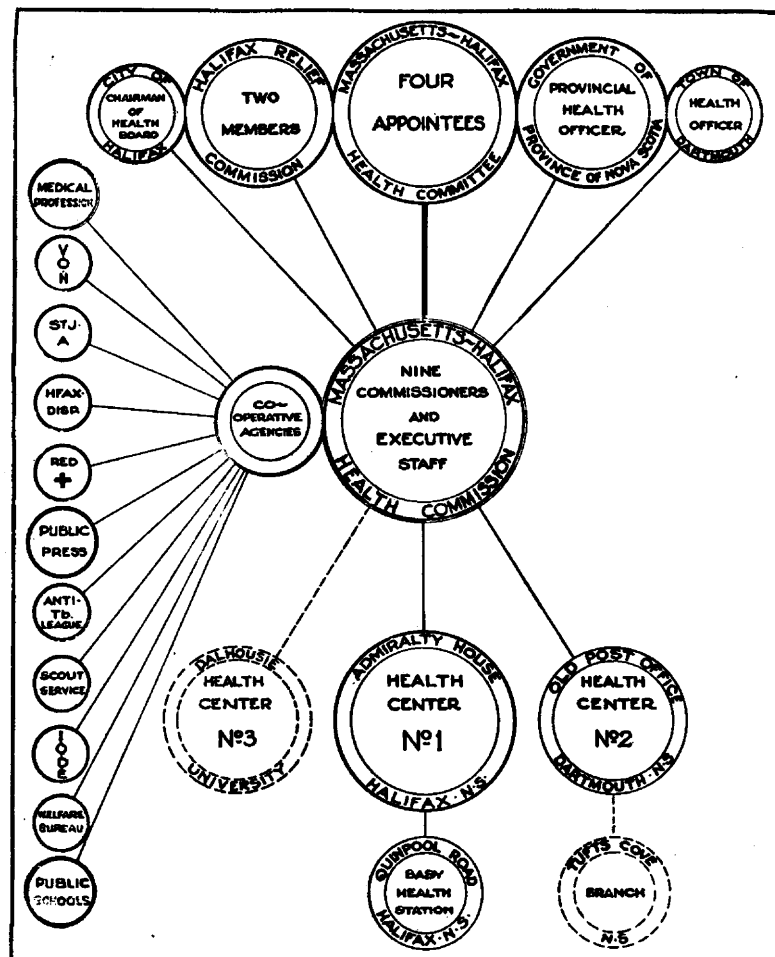 CITY OF
CHAIRMAN
OF
HEALTH
BOARD
HALIFAX
HALIFAX RELIEF
TWO
MEMBERS
COMMISSION
MASSACHUSETTS~HALIFAX
FOUR
APPOINTEES
HEALTH COMMITTEE
GOVERNMENT OF
PROVINCIAL
HEALTH
OFFICER
PROVINCE OF NOVA SCOTIA
TOWN OF
HEALTH
OFFICER
DARTMOUTH
MEDICAL
PROFESSION
V
O
N
ST.J.
A
HFAX.
DISP.
RED
+
PUBLIC
PRESS
ANTI-
Tb.
LEAGUE
SCOUT
SERVICE
I
O
D
E
WELFARE
BUREAU
PUBLIC
SCHOOLS
CO~
OPERATIVE
AGENCIES
MASSACHUSETTS~HALIFAX
NINE
COMMISSIONERS
AND
EXECUTIVE
STAFF
HEALTH COMMISSION
DALHOUSIE
HEALTH
CENTER
Nº3
UNIVERSITY
ADMIRALTY HOUSE
HEALTH
CENTER
Nº1
HALIFAX·N.S.
OLD POST OFFICE
HEALTH
CENTER
Nº2
DARTMOUTH·N.S
QUINPOOL ROAD
BABY
HEALTH
STATION
HALIFAX·N.S.
TUFTS COVE
BRANCH
N.S